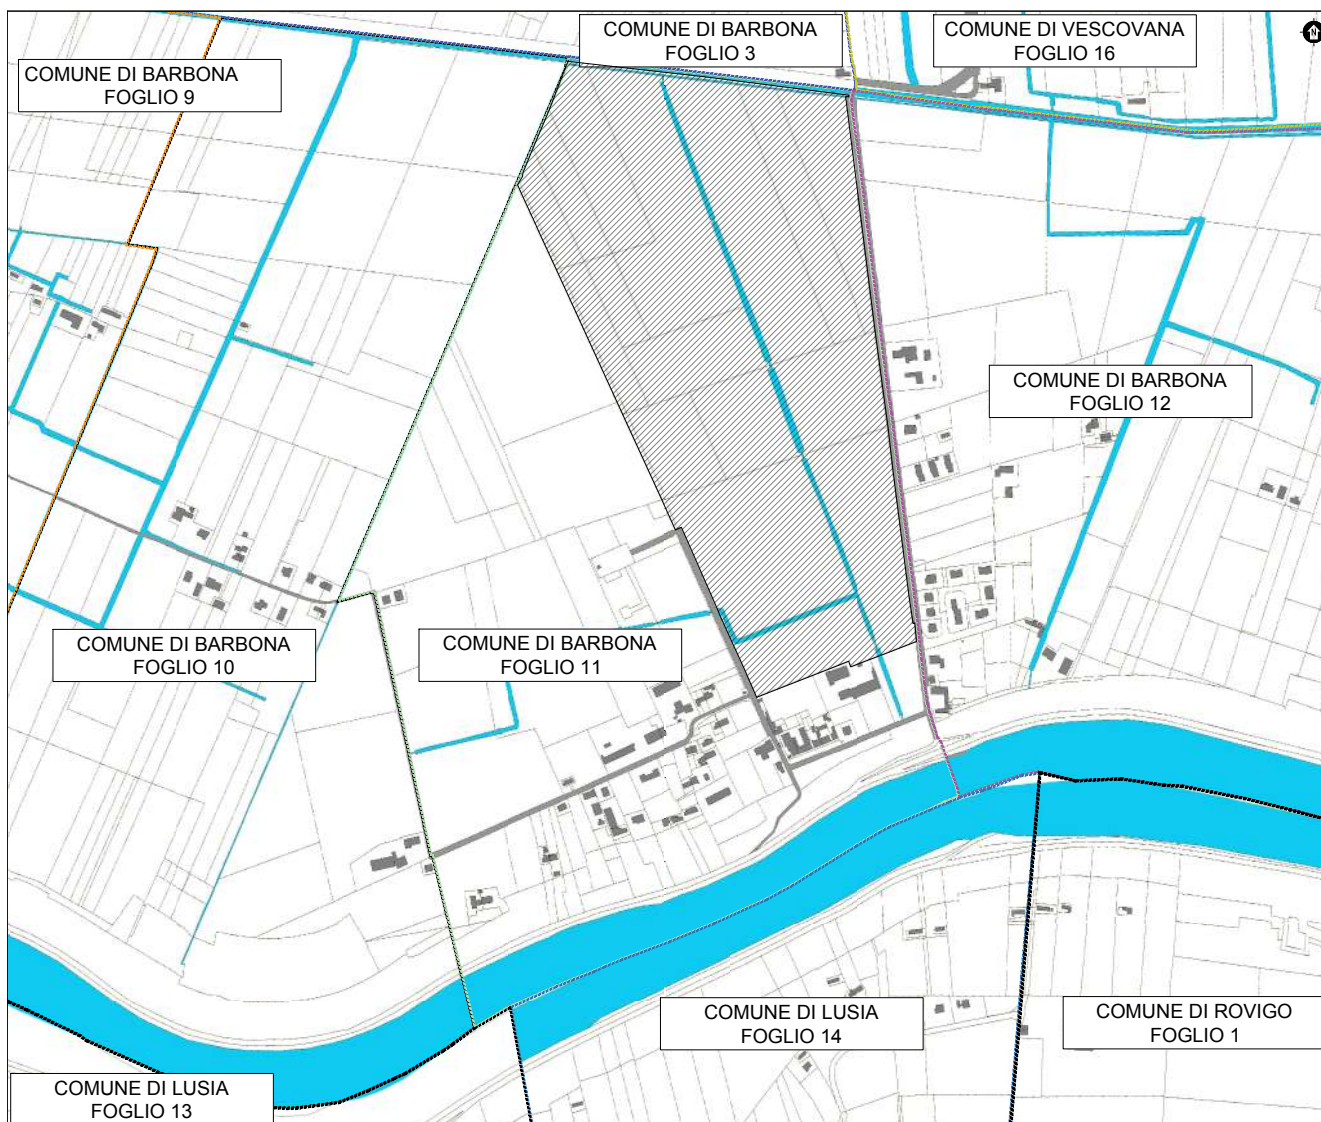 COMUNE DI BARBONA
FOGLIO 3
COMUNE DI VESCOVANA
FOGLIO 16
N
COMUNE DI BARBONA
FOGLIO 9
COMUNE DI BARBONA
FOGLIO 12
COMUNE DI BARBONA
FOGLIO 10
COMUNE DI BARBONA
FOGLIO 11
COMUNE DI LUSIA
FOGLIO 14
COMUNE DI ROVIGO
FOGLIO 1
COMUNE DI LUSIA
FOGLIO 13